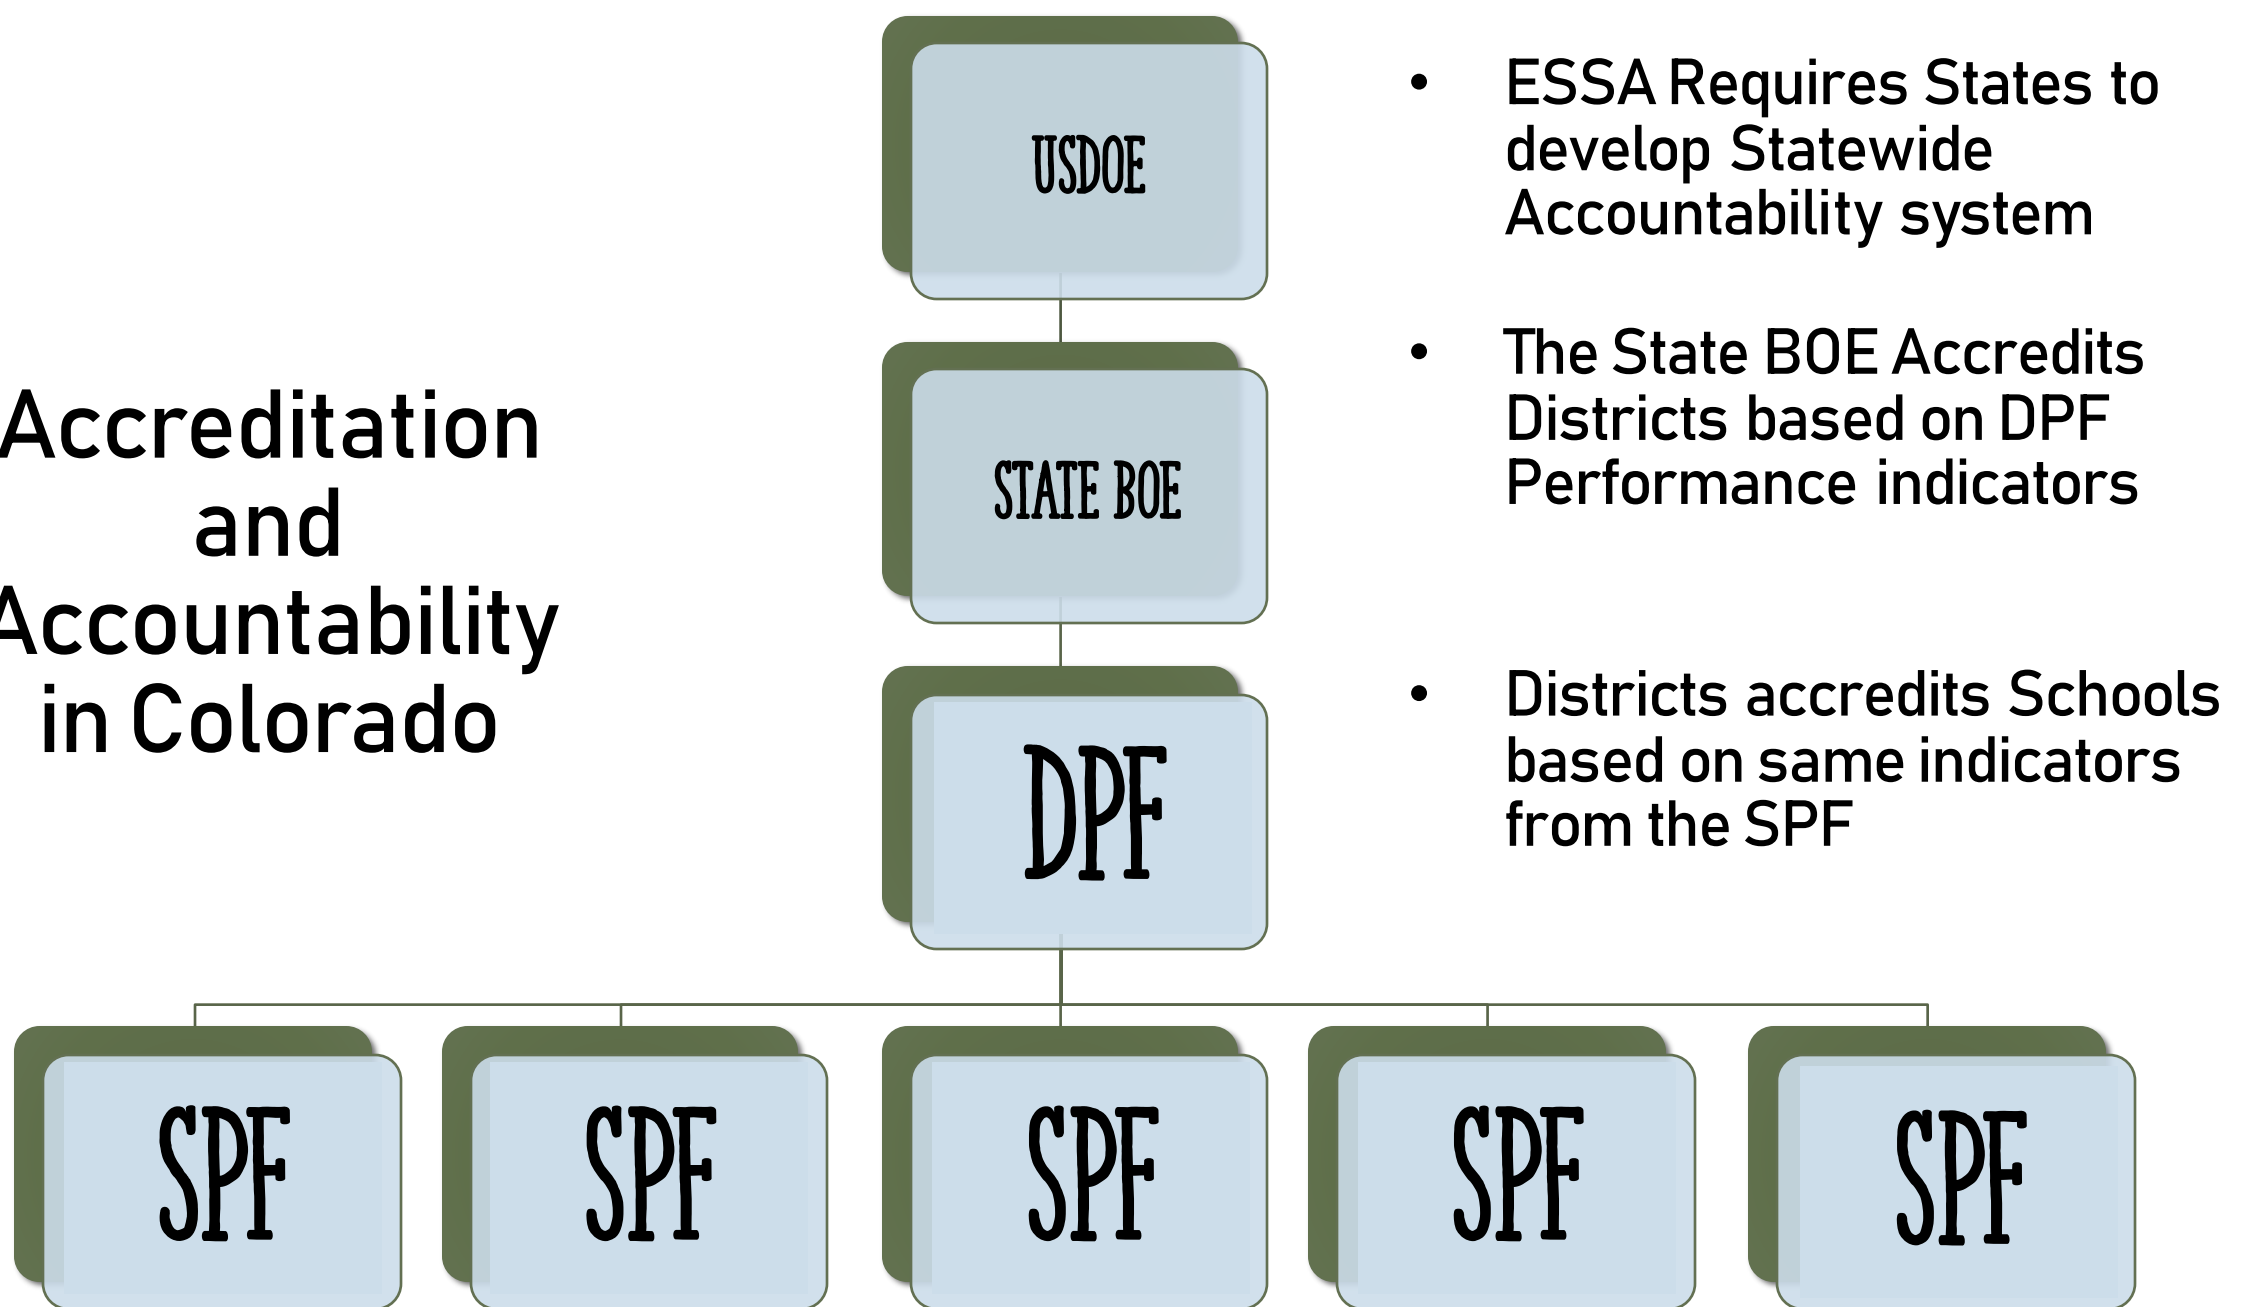 Accreditation
and
Accountability
in Colorado
USDOE
STATE BOE
DPF
SPF
SPF
SPF
SPF
SPF
• ESSA Requires States to
develop Statewide
Accountability system
• The State BOE Accredits
Districts based on DPF
Performance indicators
• Districts accredits Schools
based on same indicators
from the SPF